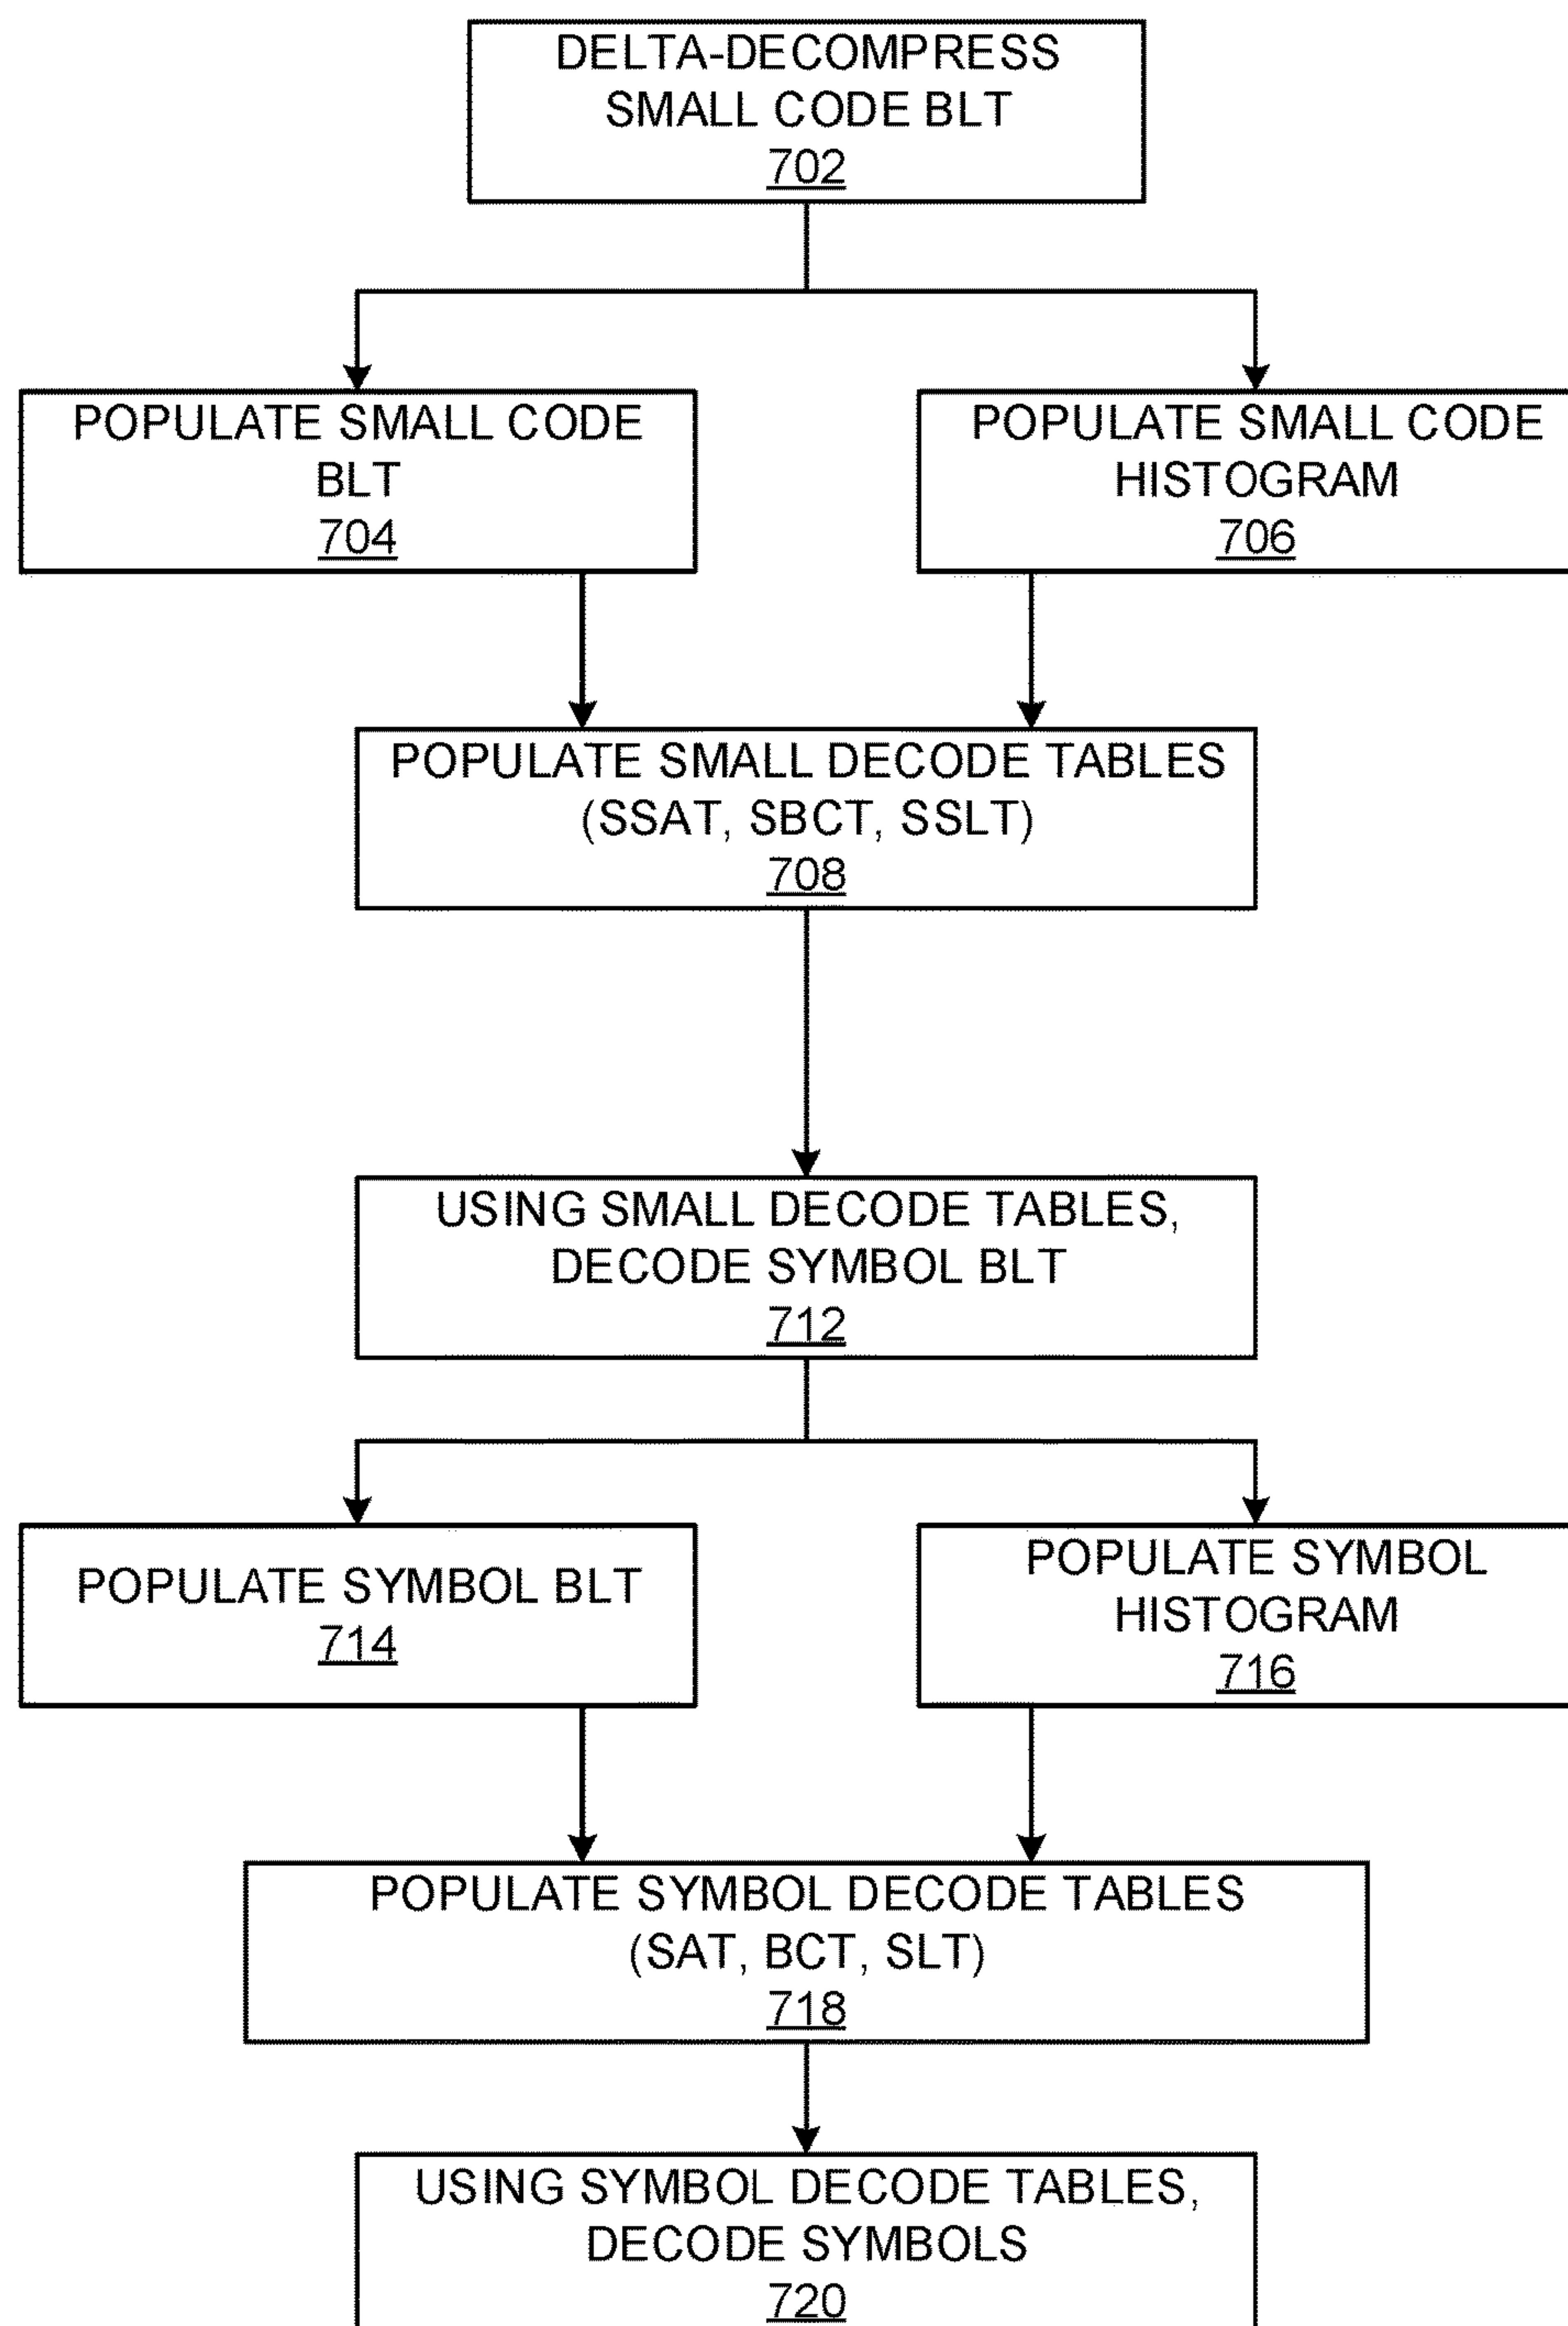 DELTA-DECOMPRESS
SMALL CODE BLT
702
POPULATE SMALL CODE
BLT
704
POPULATE SMALL CODE
HISTOGRAM
706
POPULATE SMALL DECODE TABLES
(SSAT, SBCT, SSLT)
708
USING SMALL DECODE TABLES,
DECODE SYMBOL BLT
712
POPULATE SYMBOL BLT
714
POPULATE SYMBOL
HISTOGRAM
716
POPULATE SYMBOL DECODE TABLES
(SAT, BCT, SLT)
718
USING SYMBOL DECODE TABLES,
DECODE SYMBOLS
720